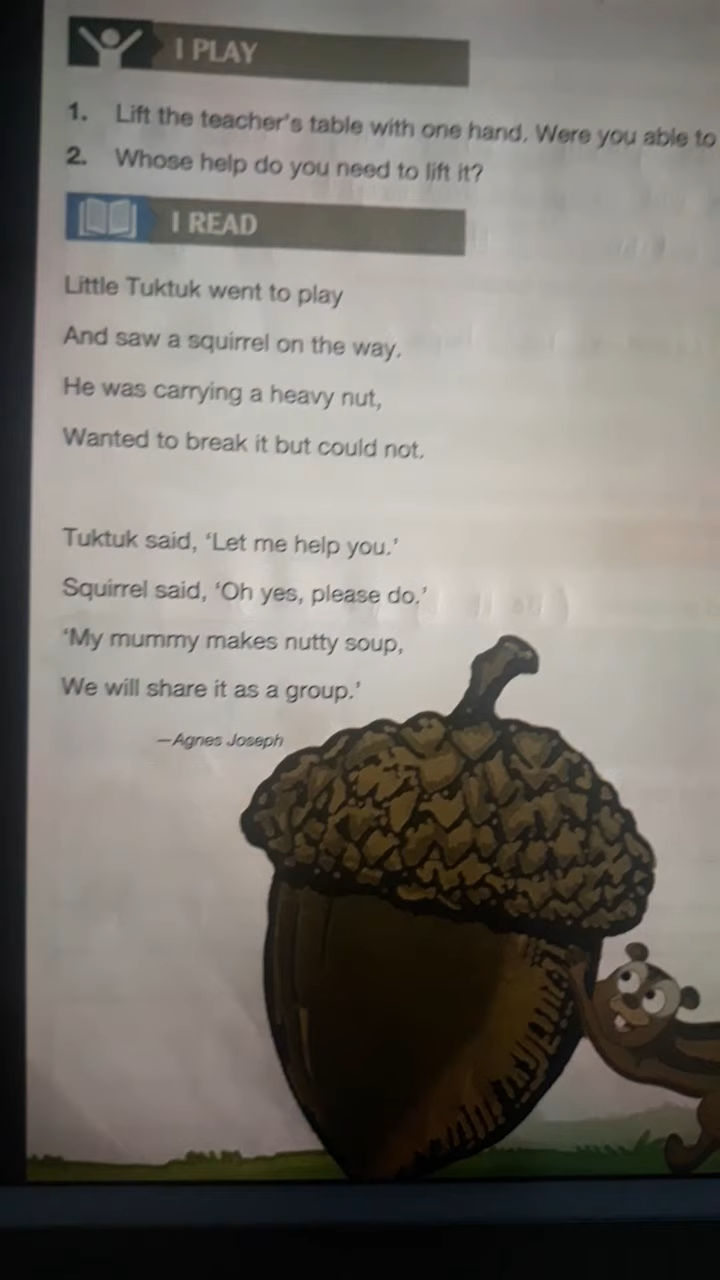 I PLAY
1. Lift the teacher's table with one hand. Were you able to
2. Whose help do you need to lift it?
I READ
Little Tuktuk went to play
And saw a squirrel on the way.
He was carrying a heavy nut,
Wanted to break it but could not.
Tuktuk said, ‘Let me help you.’
Squirrel said, ‘Oh yes, please do.’
‘My mummy makes nutty soup,
We will share it as a group.’
—Agnes Joseph